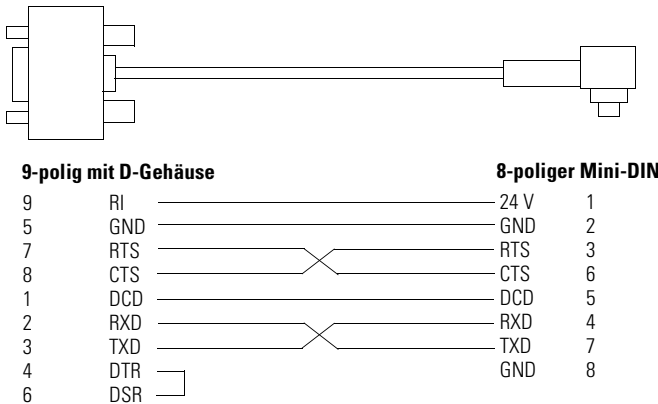 9-polig mit D-Gehäuse 8-poliger Mini-DIN
9 RI 24 V 1
5 GND GND 2
7 RTS RTS 3
8 CTS CTS 6
1 DCD DCD 5
2 RXD RXD 4
3 TXD TXD 7
4 DTR GND 8
6 DSR